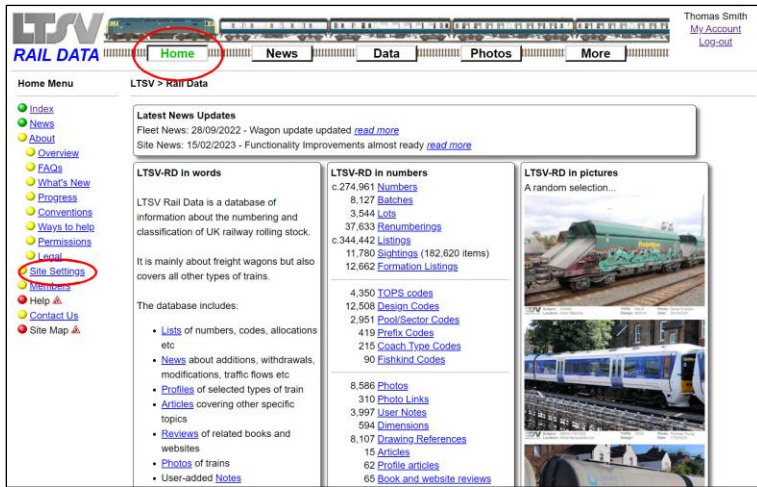 LTSV
RAIL DATA
Home
News
Data
Photos
More
Thomas Smith
My Account
Log-out
Home Menu
Index
News
About
Overview
FAQs
What's New
Progress
Conventions
Ways to help
Permissions
Legal
Site Settings
Members
Help
Contact Us
Site Map
LTSV > Rail Data
Latest News Updates
Fleet News: 28/09/2022 - Wagon update updated read more
Site News: 15/02/2023 - Functionality Improvements almost ready read more
LTSV-RD in words
LTSV Rail Data is a database of
information about the numbering and
classification of UK railway rolling stock.
It is mainly about freight wagons but also
covers all other types of trains.
The database includes:
• Lists of numbers, codes, allocations
etc
• News about additions, withdrawals,
modifications, traffic flows etc
• Profiles of selected types of train
• Articles covering other specific
topics
• Reviews of related books and
websites
• Photos of trains
• User-added Notes
LTSV-RD in numbers
c.274,961 Numbers
8,127 Batches
3,544 Lots
37,633 Renumberings
c.344,442 Listings
11,780 Sightings (182,620 items)
12,662 Formation Listings
4,350 TOPS codes
12,508 Design Codes
2,951 Pool/Sector Codes
419 Prefix Codes
215 Coach Type Codes
90 Fishkind Codes
8,586 Photos
310 Photo Links
3,997 User Notes
594 Dimensions
8,107 Drawing References
15 Articles
62 Profile articles
65 Book and website reviews
LTSV-RD in pictures
A random selection...
LTSV
LTSV